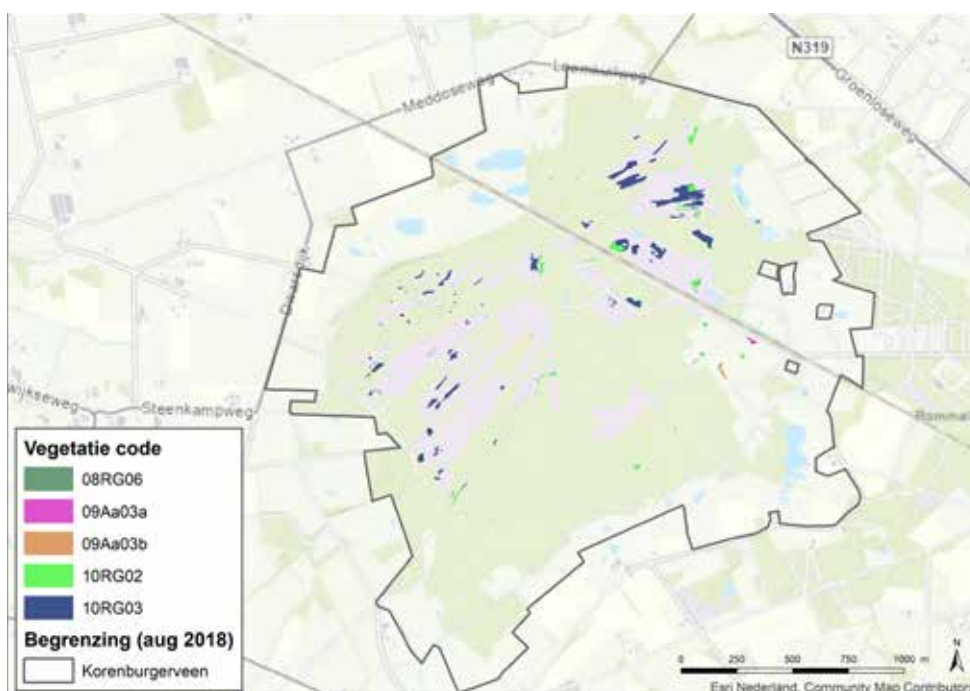 N319
Groenloseweg
Meddoseweg
Steenkampweg
Vegetatie code
08RG06
09Aa03a
09Aa03b
10RG02
10RG03
Begrenzing (aug 2018)
Korenburgerveen
N
0 250 500 750 1000 m
Esri Nederland, Community Map Contributors